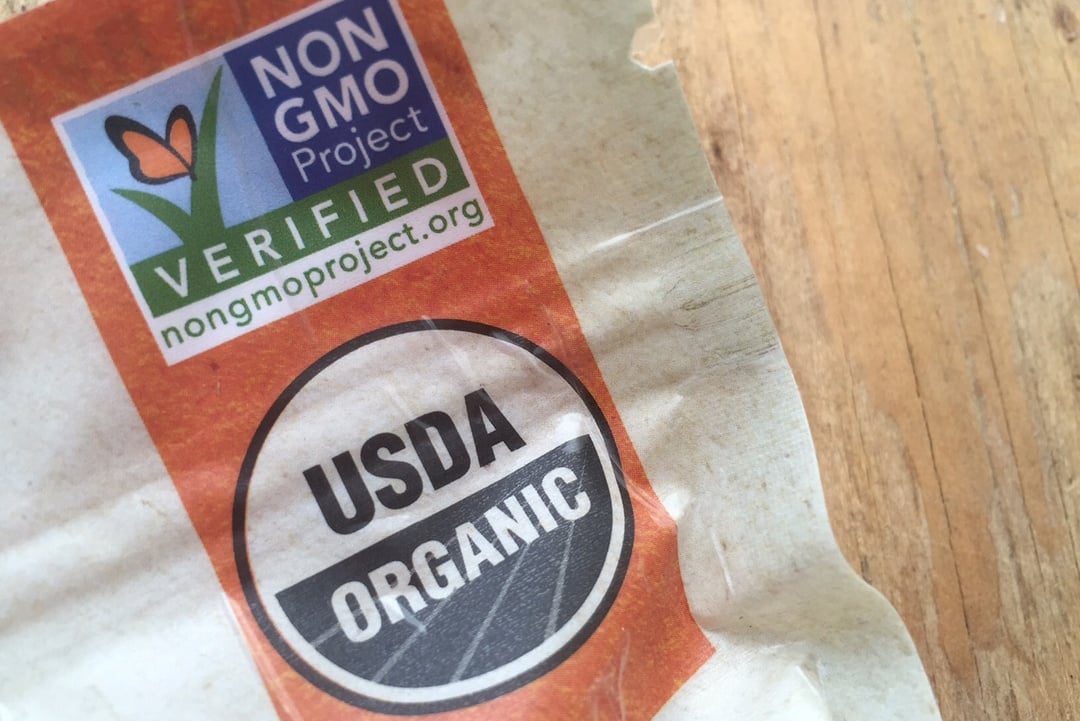 NON
GMO
Project
VERIFIED
nongmoproject.org
USDA
ORGANIC